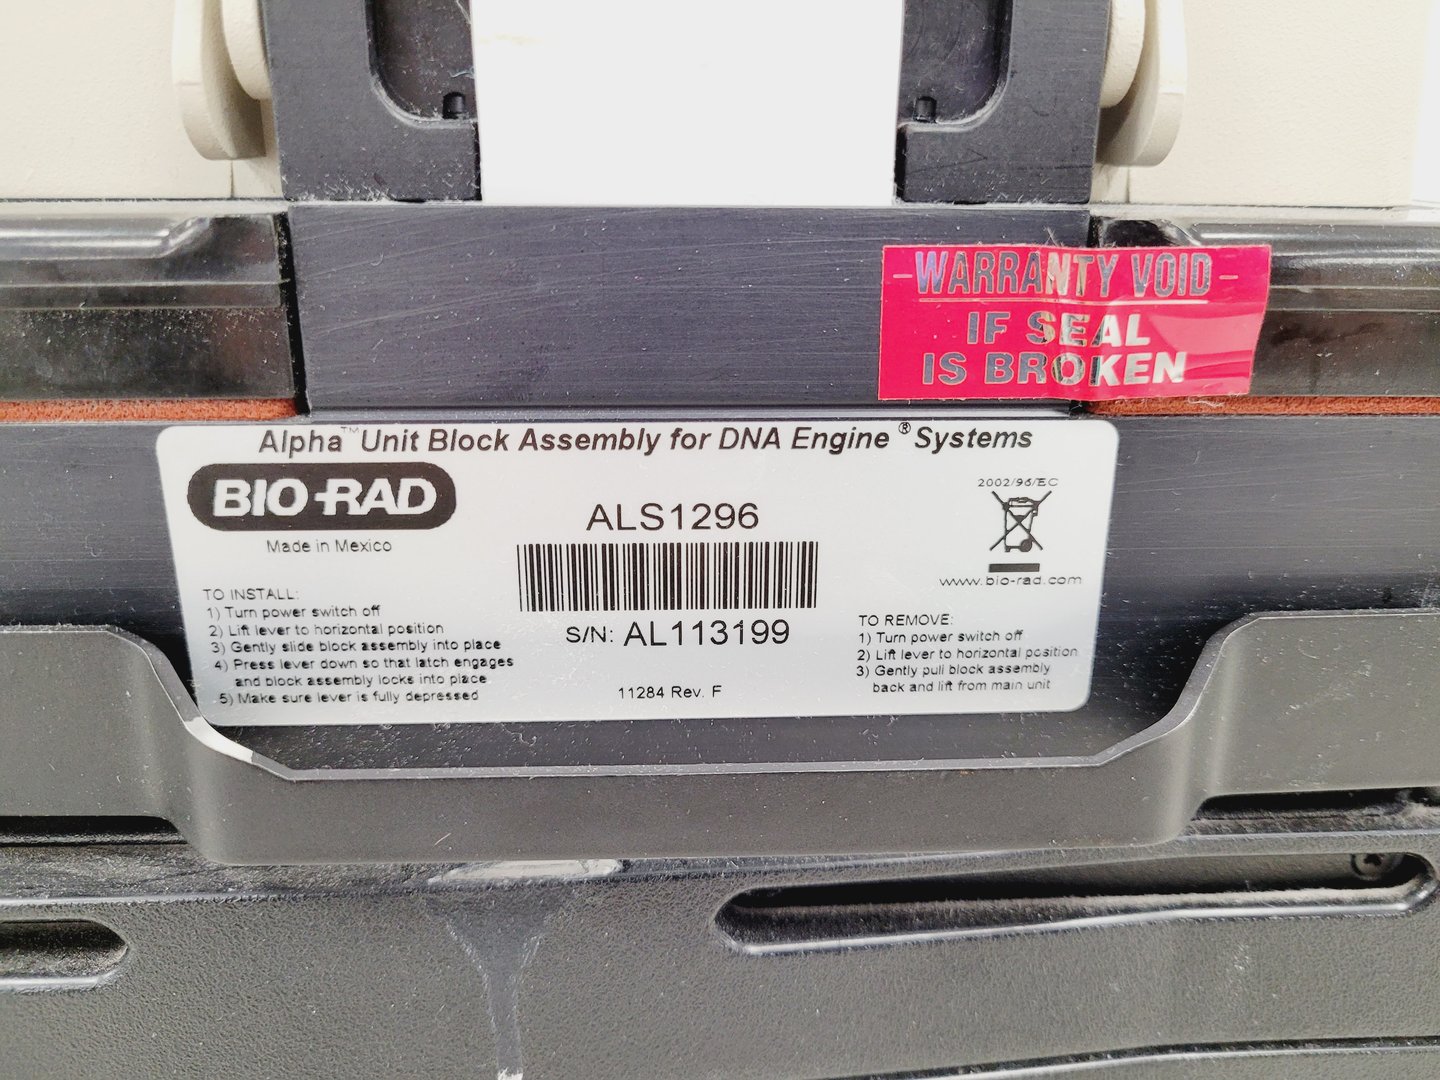 WARRANTY VOID
IF SEAL
IS BROKEN
Alpha™ Unit Block Assembly for DNA Engine® Systems
BIO-RAD
Made in Mexico
ALS1296
2002/96/EC
www.bio-rad.com
TO INSTALL:
1) Turn power switch off
2) Lift lever to horizontal position
3) Gently slide block assembly into place
4) Press lever down so that latch engages
and block assembly locks into place
5) Make sure lever is fully depressed
S/N: AL113199
11284 Rev. F
TO REMOVE:
1) Turn power switch off
2) Lift lever to horizontal position
3) Gently pull block assembly
back and lift from main unit